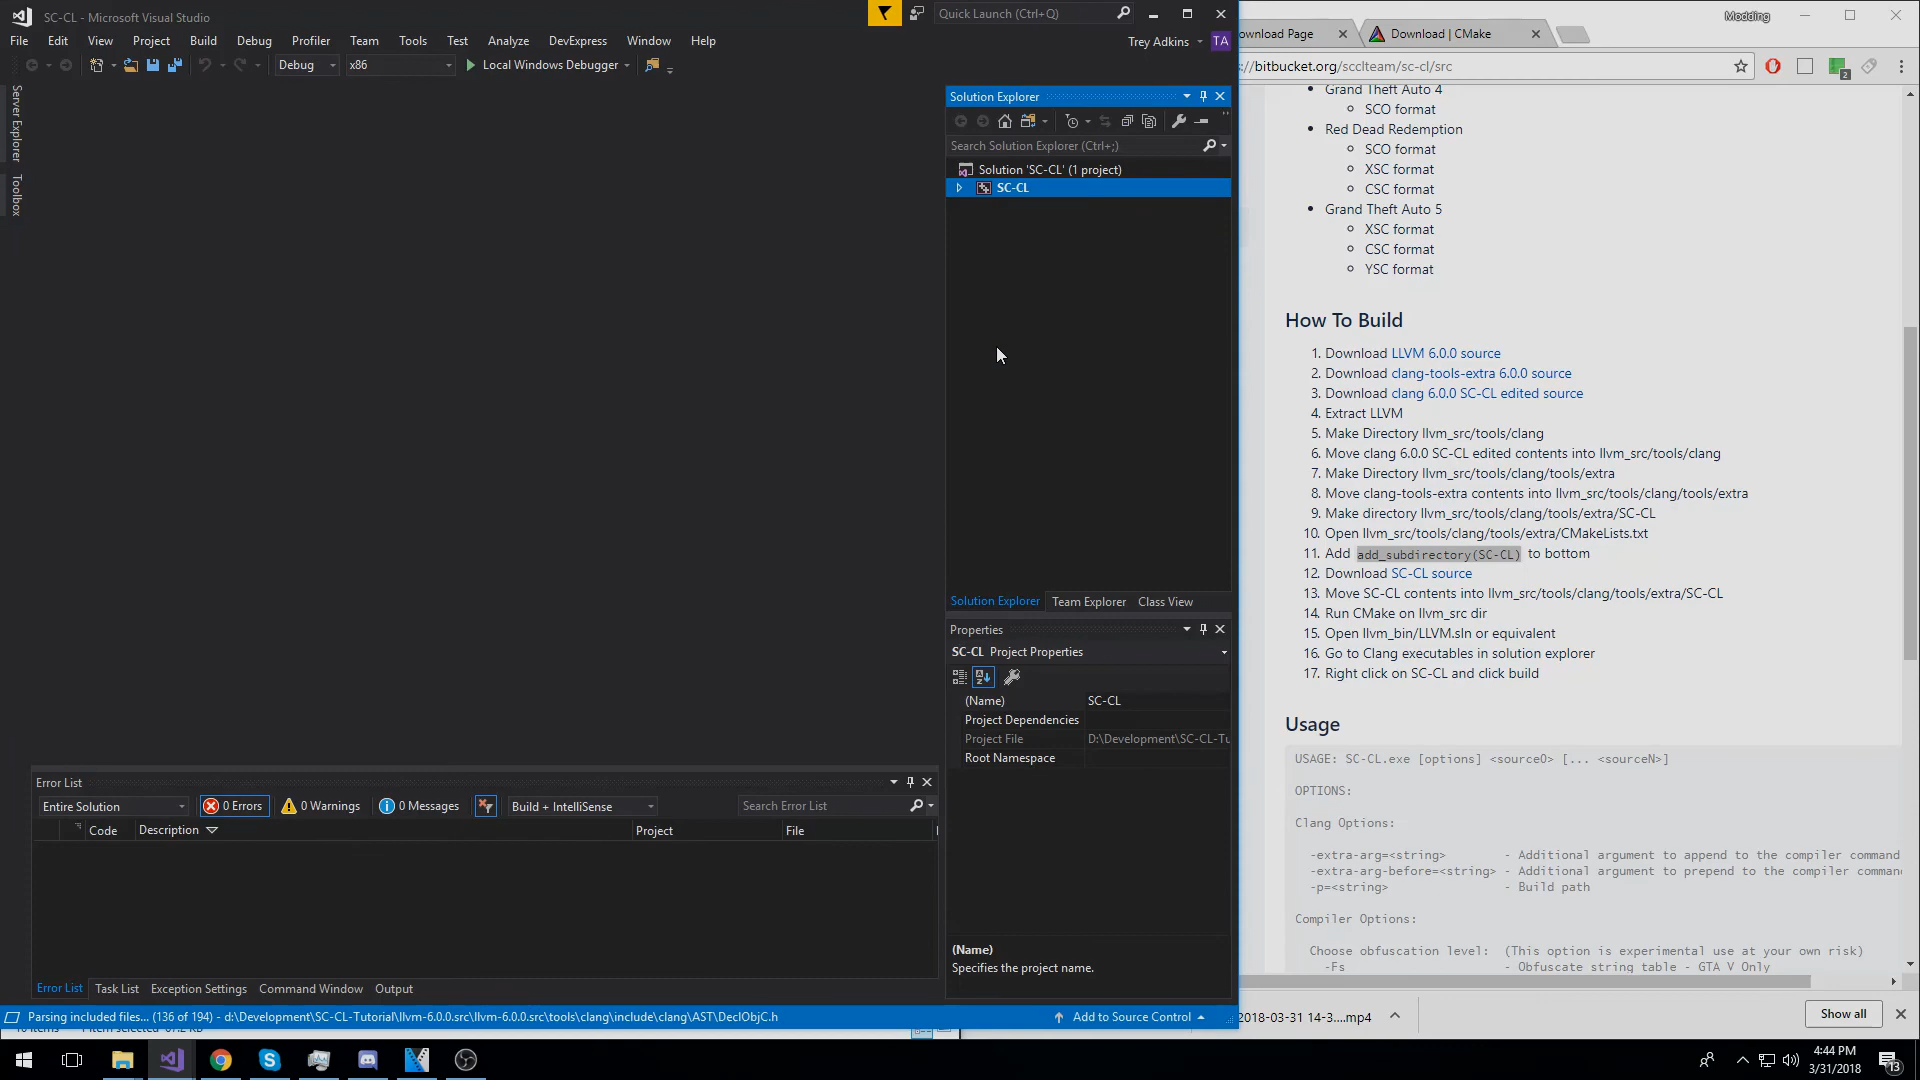 SC-CL - Microsoft Visual Studio
Quick Launch (Ctrl+Q)
File Edit View Project Build Debug Profiler Team Tools Test Analyze DevExpress Window Help
Trey Adkins TA
Debug x86 Local Windows Debugger
Server Explorer
Toolbox
Solution Explorer
Search Solution Explorer (Ctrl+;)
Solution 'SC-CL' (1 project)
SC-CL
Solution Explorer Team Explorer Class View
Properties
SC-CL Project Properties
(Name) SC-CL
Project Dependencies
Project File D:\Development\SC-CL-Tu
Root Namespace
(Name)
Specifies the project name.
Error List
Entire Solution 0 Errors 0 Warnings 0 Messages Build + IntelliSense Search Error List
Code Description Project File
Error List Task List Exception Settings Command Window Output
Parsing included files... (136 of 194) - d:\Development\SC-CL-Tutorial\llvm-6.0.0.src\llvm-6.0.0.src\tools\clang\include\clang\AST\DeclObjC.h
Add to Source Control
Modding
ownload Page Download | CMake
://bitbucket.org/scclteam/sc-cl/src
2
Grand Theft Auto 4
SCO format
Red Dead Redemption
SCO format
XSC format
CSC format
Grand Theft Auto 5
XSC format
CSC format
YSC format
How To Build
1. Download LLVM 6.0.0 source
2. Download clang-tools-extra 6.0.0 source
3. Download clang 6.0.0 SC-CL edited source
4. Extract LLVM
5. Make Directory llvm_src/tools/clang
6. Move clang 6.0.0 SC-CL edited contents into llvm_src/tools/clang
7. Make Directory llvm_src/tools/clang/tools/extra
8. Move clang-tools-extra contents into llvm_src/tools/clang/tools/extra
9. Make directory llvm_src/tools/clang/tools/extra/SC-CL
10. Open llvm_src/tools/clang/tools/extra/CMakeLists.txt
11. Add add_subdirectory(SC-CL) to bottom
12. Download SC-CL source
13. Move SC-CL contents into llvm_src/tools/clang/tools/extra/SC-CL
14. Run CMake on llvm_src dir
15. Open llvm_bin/LLVM.sln or equivalent
16. Go to Clang executables in solution explorer
17. Right click on SC-CL and click build
Usage
USAGE: SC-CL.exe [options] <source0> [... <sourceN>]
OPTIONS:
Clang Options:
-extra-arg=<string> - Additional argument to append to the compiler command
-extra-arg-before=<string> - Additional argument to prepend to the compiler comman
-p=<string> - Build path
Compiler Options:
Choose obfuscation level: (This option is experimental use at your own risk)
-Fs - Obfuscate string table - GTA V Only
2018-03-31 14-3....mp4
Show all
4:44 PM
3/31/2018
13